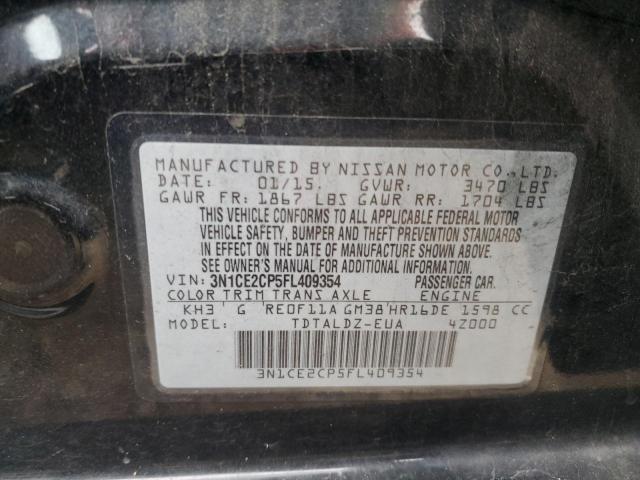 MANUFACTURED BY NISSAN MOTOR CO.,LTD.
DATE: 01/15. GVWR: 3470 LBS
GAWR FR: 1867 LBS GAWR RR: 1704 LBS
THIS VEHICLE CONFORMS TO ALL APPLICABLE FEDERAL MOTOR
VEHICLE SAFETY, BUMPER AND THEFT PREVENTION STANDARDS
IN EFFECT ON THE DATE OF MANUFACTURE SHOWN ABOVE.
SEE OWNER'S MANUAL FOR ADDITIONAL INFORMATION.
VIN: 3N1CE2CP5FL409354 PASSENGER CAR.
COLOR TRIM TRANS AXLE ENGINE
KH3 G RE0F11A GM38 HR16DE 1598 CC
MODEL: TDTALDZ-EUA 4Z000
3N1CE2CP5FL409354